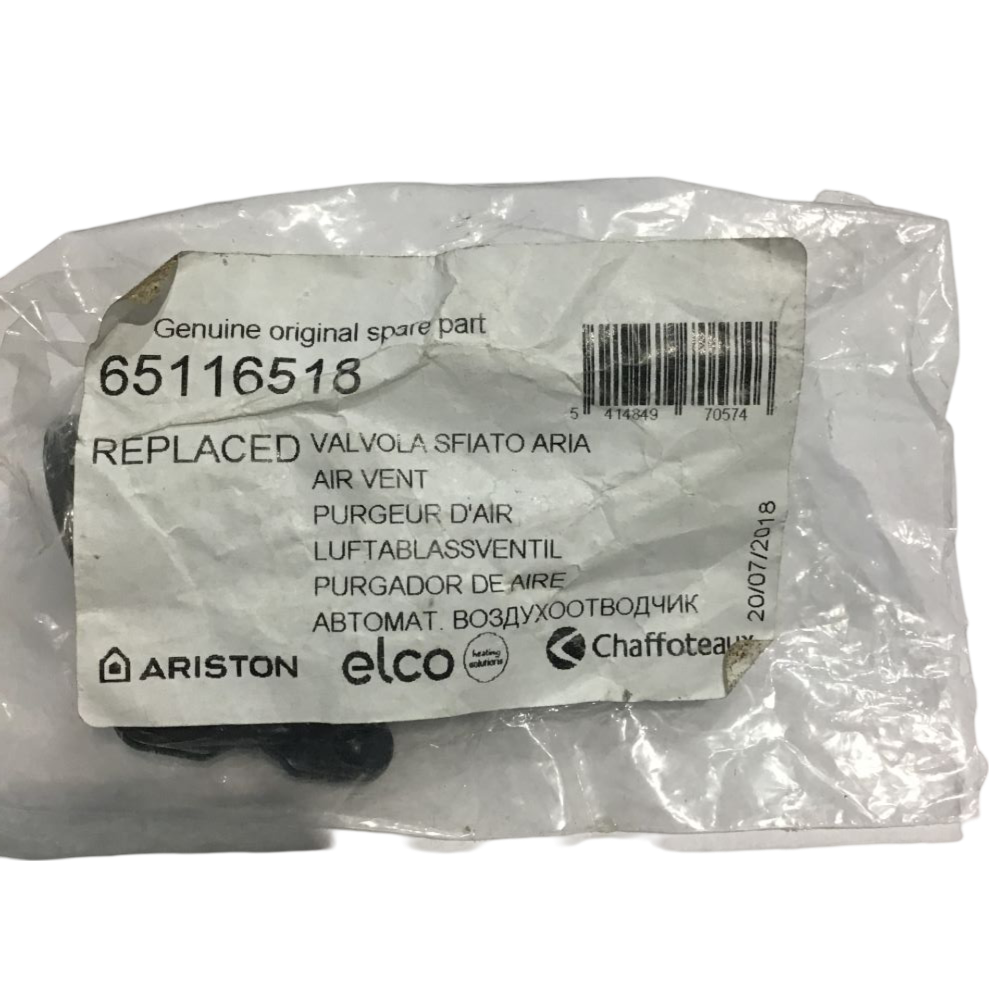 Genuine original spare part
65116518
5 414849 70574
REPLACED
VALVOLA SFIATO ARIA
AIR VENT
PURGEUR D'AIR
LUFTABLASSVENTIL
PURGADOR DE AIRE
АВТОМАТ. ВОЗДУХООТВОДЧИК
20/07/2018
ARISTON
elco
heating
solutions
Chaffoteaux